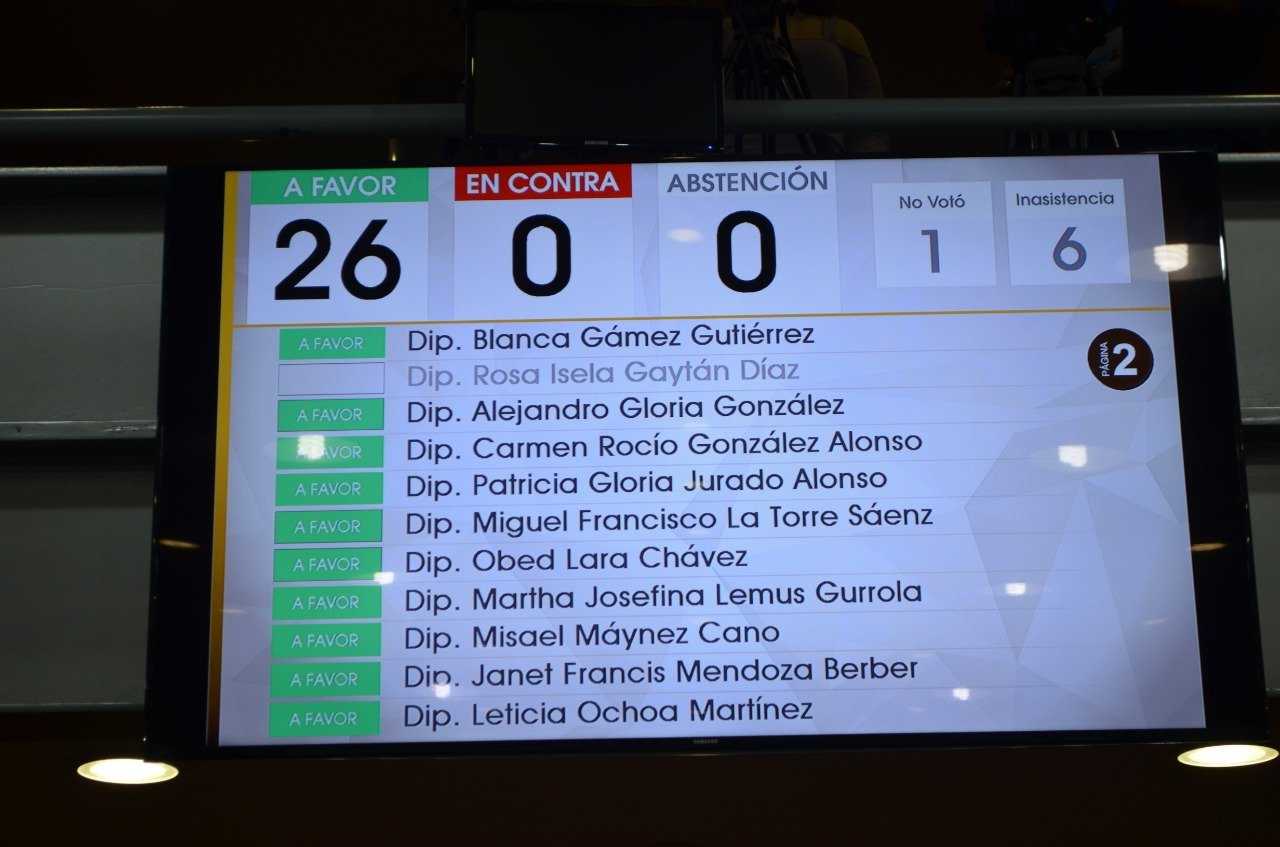 SAMSUNG
A FAVOR EN CONTRA ABSTENCIÓN No Votó Inasistencia
26 0 0 1 6
A FAVOR Dip. Blanca Gámez Gutiérrez
PÁGINA 2
Dip. Rosa Isela Gaytán Díaz
A FAVOR Dip. Alejandro Gloria González
A FAVOR Dip. Carmen Rocío González Alonso
A FAVOR Dip. Patricia Gloria Jurado Alonso
A FAVOR Dip. Miguel Francisco La Torre Sáenz
A FAVOR Dip. Obed Lara Chávez
A FAVOR Dip. Martha Josefina Lemus Gurrola
A FAVOR Dip. Misael Máynez Cano
A FAVOR Dip. Janet Francis Mendoza Berber
A FAVOR Dip. Leticia Ochoa Martínez
SAMSUNG